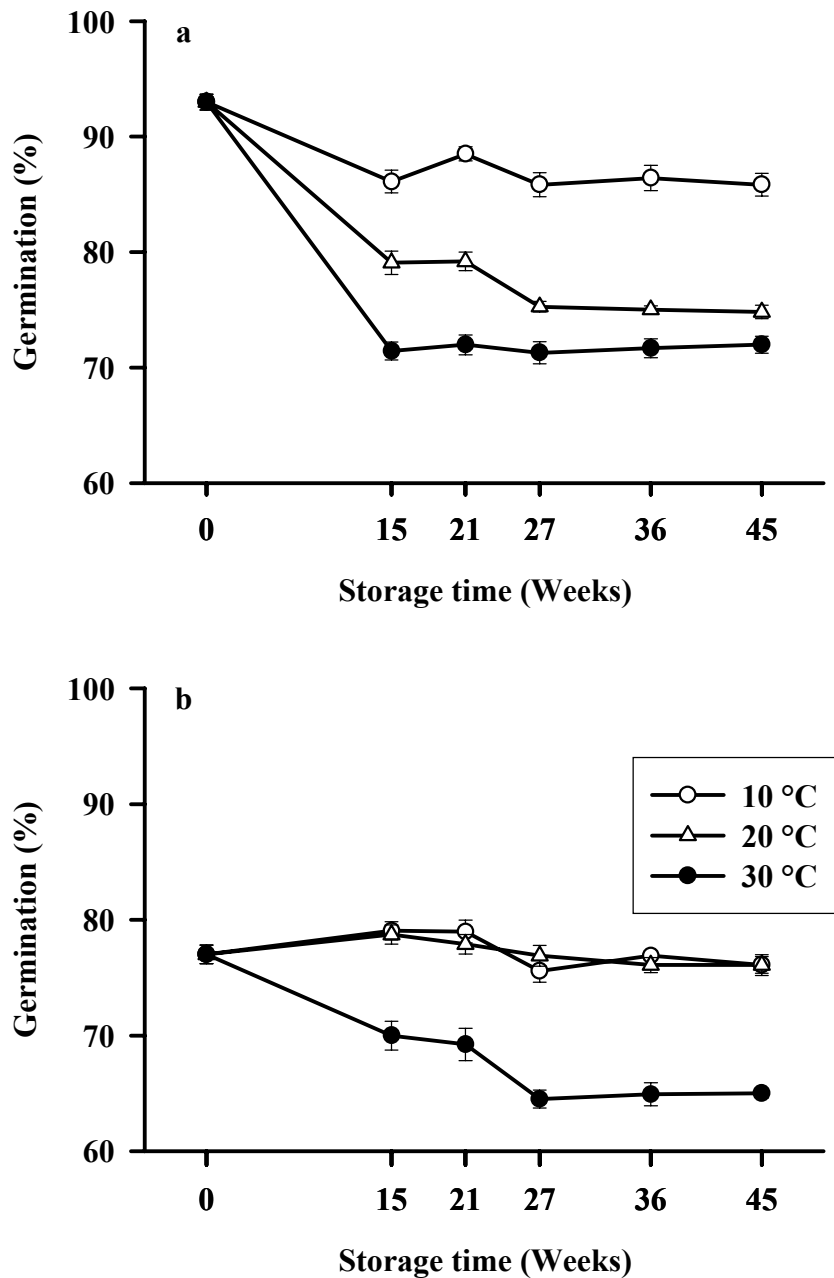 a
100
90
80
70
60
Germination (%)
0 15 21 27 36 45
Storage time (Weeks)
b
100
90
80
70
60
Germination (%)
10 °C
20 °C
30 °C
0 15 21 27 36 45
Storage time (Weeks)